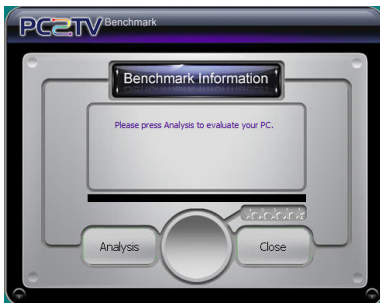 PC2TV Benchmark
Benchmark Information
Please press Analysis to evaluate your PC.
Analysis
Close